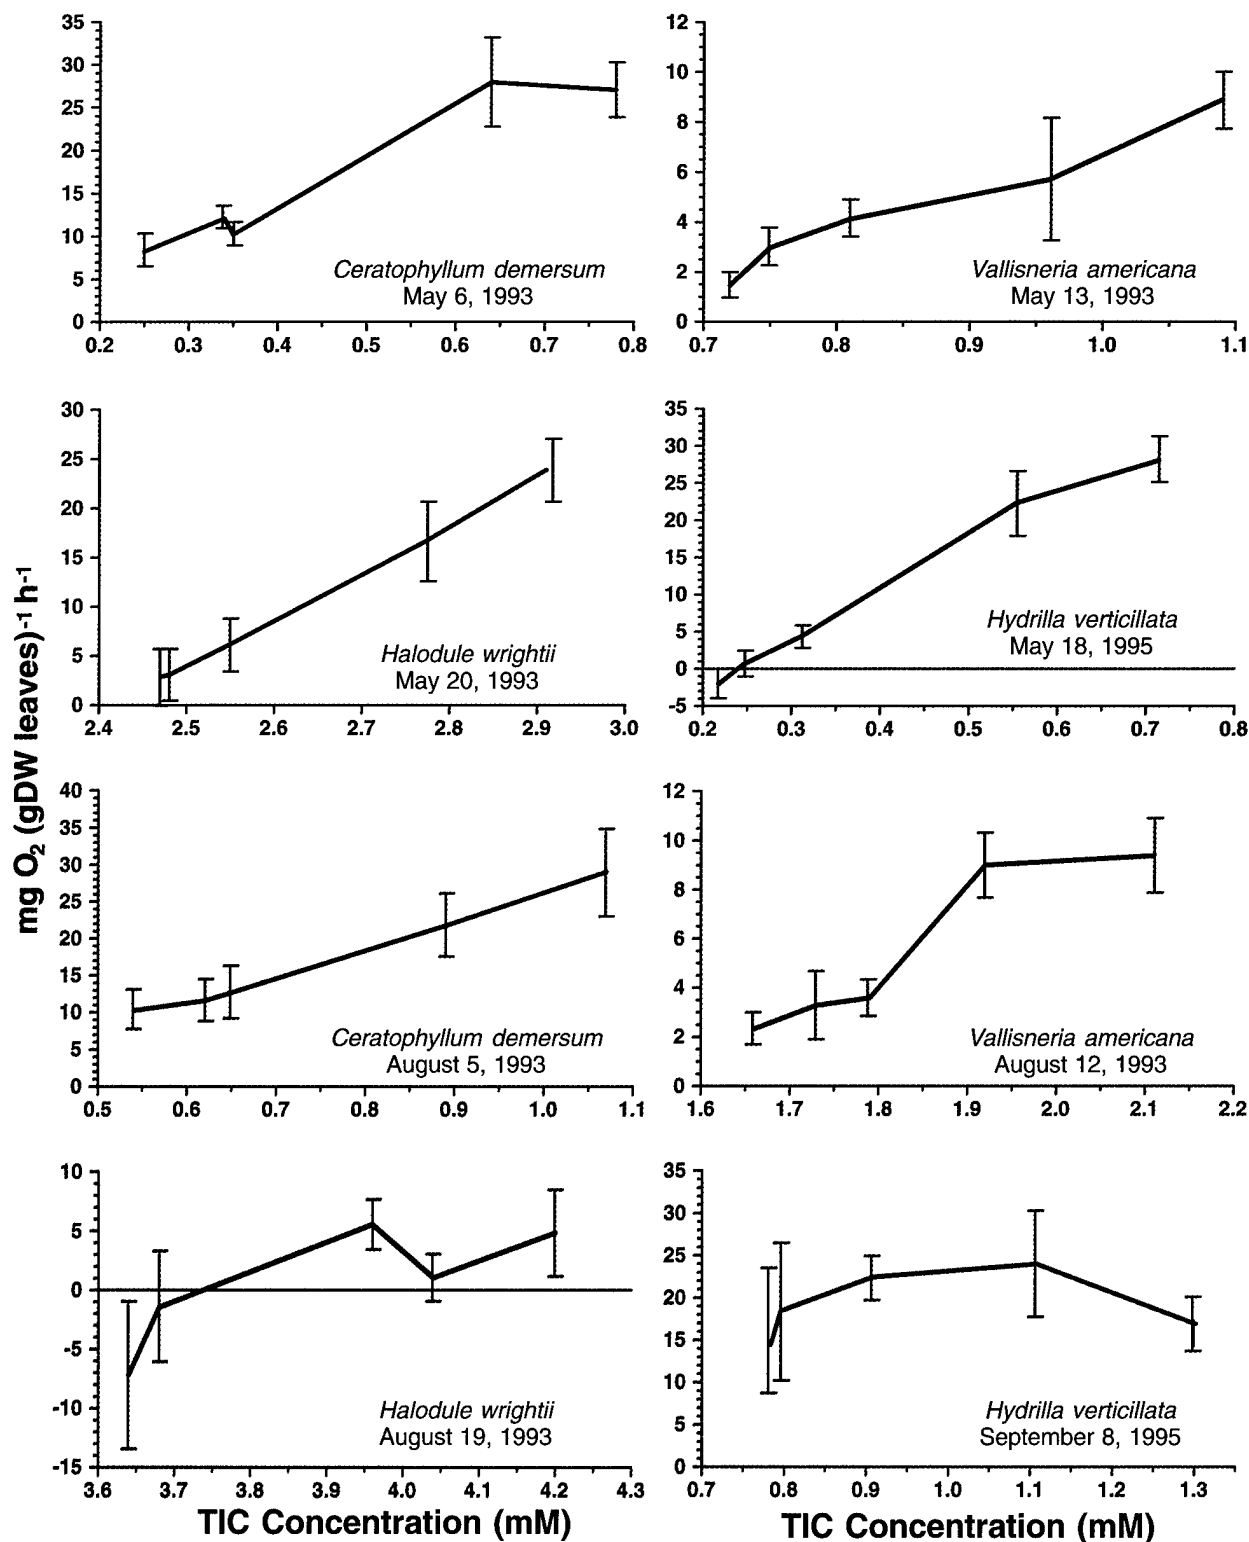 35
30
25
20
15
10
5
0
0.2 0.3 0.4 0.5 0.6 0.7 0.8
Ceratophyllum demersum
May 6, 1993
12
10
8
6
4
2
0
0.7 0.8 0.9 1.0 1.1
Vallisneria americana
May 13, 1993
30
25
20
15
10
5
0
2.4 2.5 2.6 2.7 2.8 2.9 3.0
Halodule wrightii
May 20, 1993
35
30
25
20
15
10
5
0
-5
0.2 0.3 0.4 0.5 0.6 0.7 0.8
Hydrilla verticillata
May 18, 1995
mg O₂ (gDW leaves)⁻¹ h⁻¹
40
35
30
25
20
15
10
5
0
0.5 0.6 0.7 0.8 0.9 1.0 1.1
Ceratophyllum demersum
August 5, 1993
12
10
8
6
4
2
0
1.6 1.7 1.8 1.9 2.0 2.1 2.2
Vallisneria americana
August 12, 1993
10
5
0
-5
-10
-15
3.6 3.7 3.8 3.9 4.0 4.1 4.2 4.3
Halodule wrightii
August 19, 1993
35
30
25
20
15
10
5
0
0.7 0.8 0.9 1.0 1.1 1.2 1.3
Hydrilla verticillata
September 8, 1995
TIC Concentration (mM)
TIC Concentration (mM)